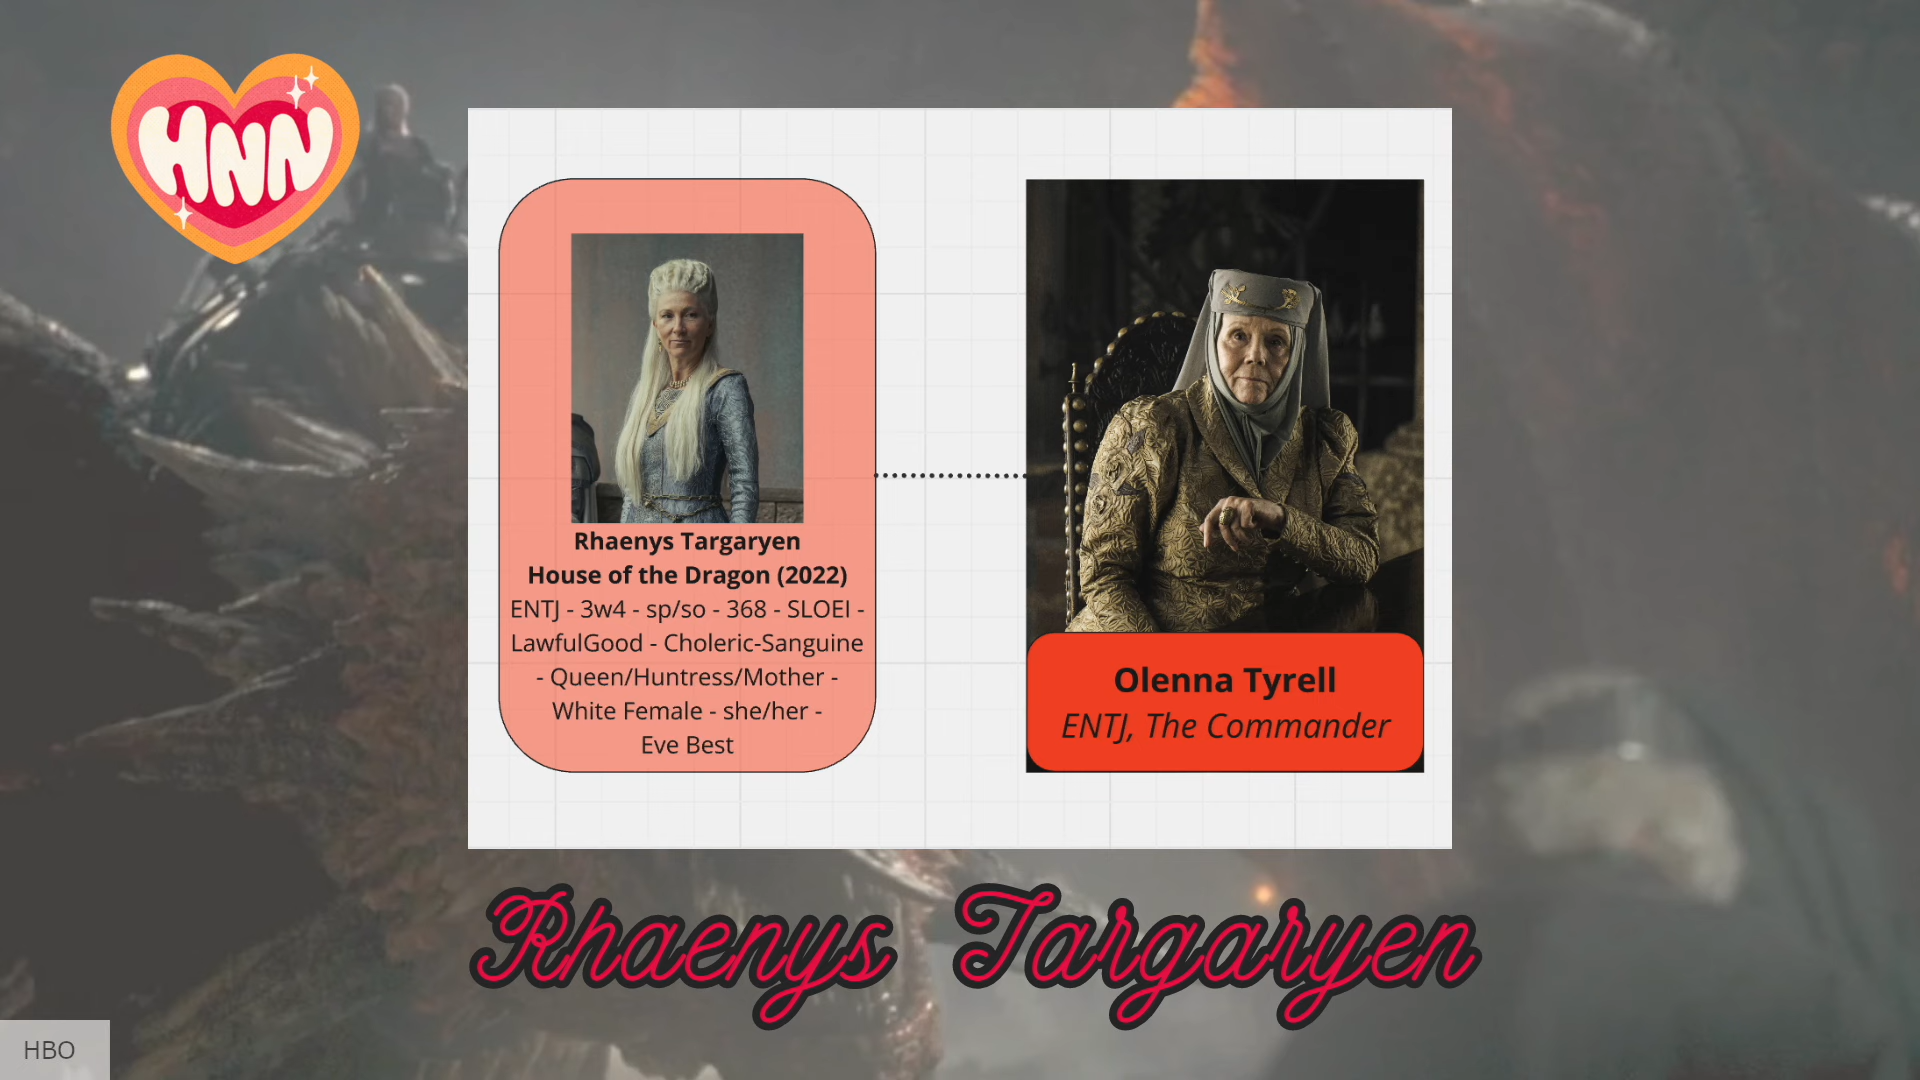 HNN
Rhaenys Targaryen
House of the Dragon (2022)
ENTJ - 3w4 - sp/so - 368 - SLOEI -
LawfulGood - Choleric-Sanguine
- Queen/Huntress/Mother -
White Female - she/her -
Eve Best
Olenna Tyrell
ENTJ, The Commander
Rhaenys Targaryen
HBO